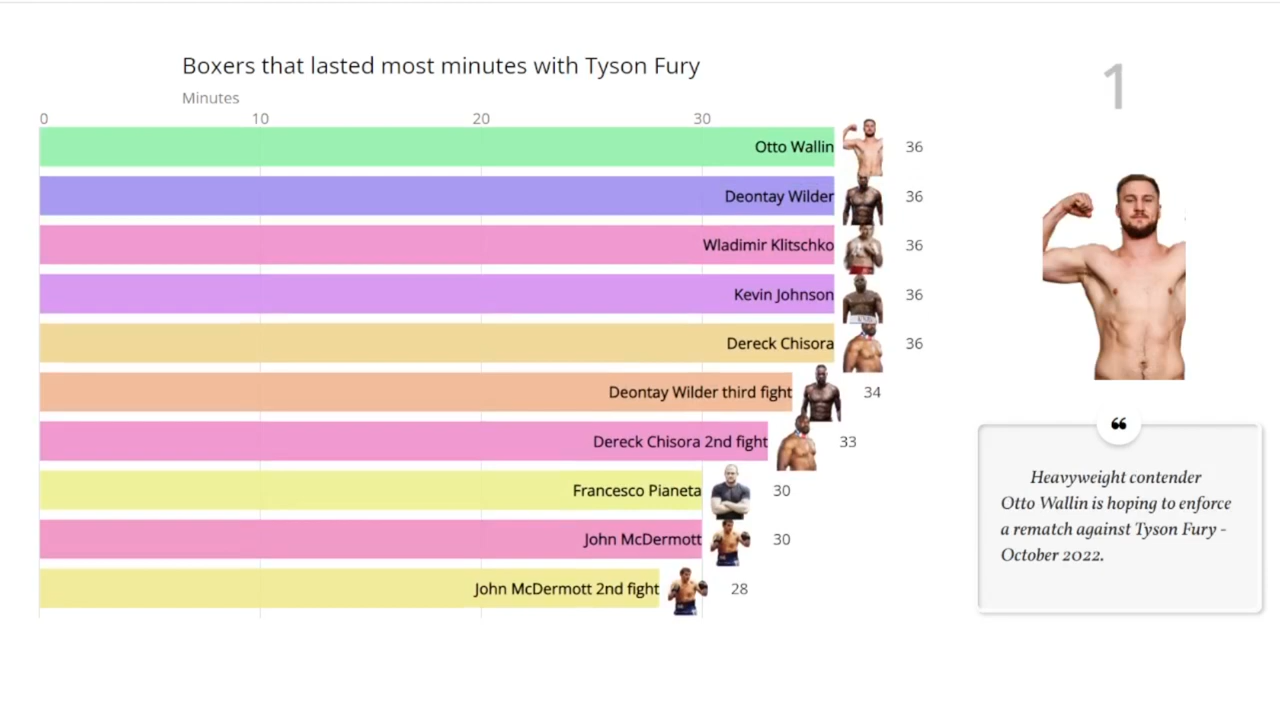 Boxers that lasted most minutes with Tyson Fury
Minutes
0 10 20 30
Otto Wallin 36
Deontay Wilder 36
Wladimir Klitschko 36
Kevin Johnson 36
Dereck Chisora 36
Deontay Wilder third fight 34
Dereck Chisora 2nd fight 33
Francesco Pianeta 30
John McDermott 30
John McDermott 2nd fight 28
1
❝
Heavyweight contender
Otto Wallin is hoping to enforce
a rematch against Tyson Fury -
October 2022.